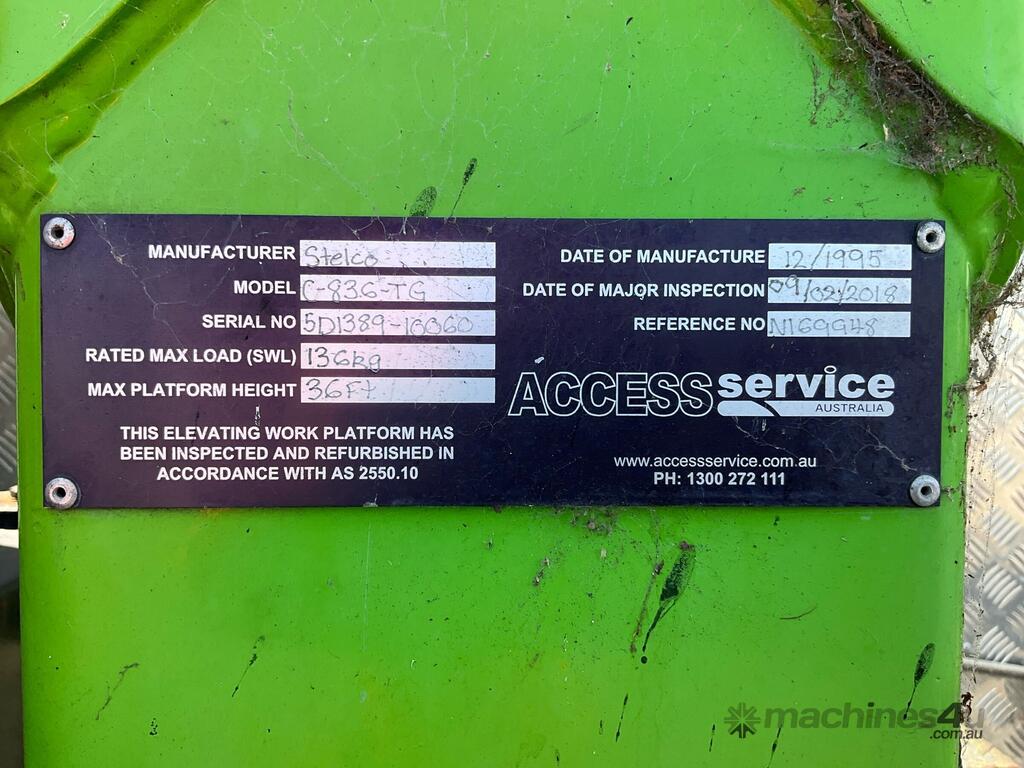 MANUFACTURER Stelco
MODEL C-836-TG
SERIAL NO 5D1389-10060
RATED MAX LOAD (SWL) 136kg
MAX PLATFORM HEIGHT 36Ft
THIS ELEVATING WORK PLATFORM HAS
BEEN INSPECTED AND REFURBISHED IN
ACCORDANCE WITH AS 2550.10
DATE OF MANUFACTURE 12/1995
DATE OF MAJOR INSPECTION 09/02/2018
REFERENCE NO N169948
ACCESS service
AUSTRALIA
www.accessservice.com.au
PH: 1300 272 111
machines4u
.com.au